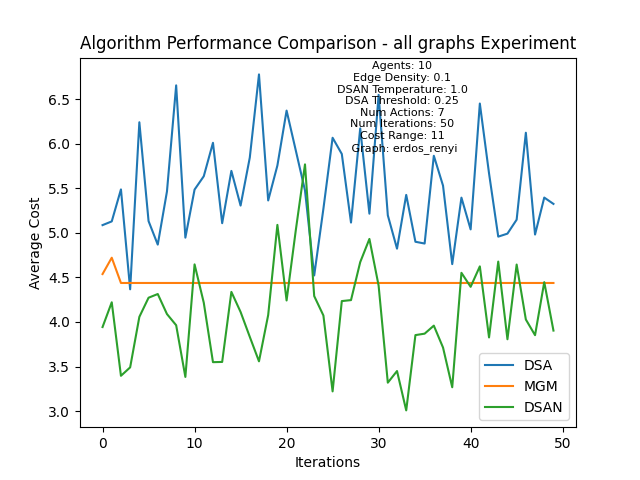 Algorithm Performance Comparison - all graphs Experiment
Agents: 10
Edge Density: 0.1
DSAN Temperature: 1.0
DSA Threshold: 0.25
Num Actions: 7
Num Iterations: 50
Cost Range: 11
Graph: erdos_renyi
Average Cost
6.5
6.0
5.5
5.0
4.5
4.0
3.5
3.0
DSA
MGM
DSAN
0 10 20 30 40 50
Iterations